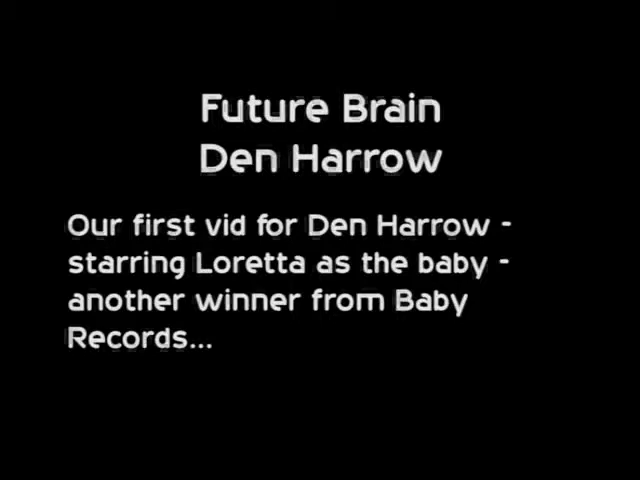 Future Brain
Den Harrow
Our first vid for Den Harrow -
starring Loretta as the baby -
another winner from Baby
Records...